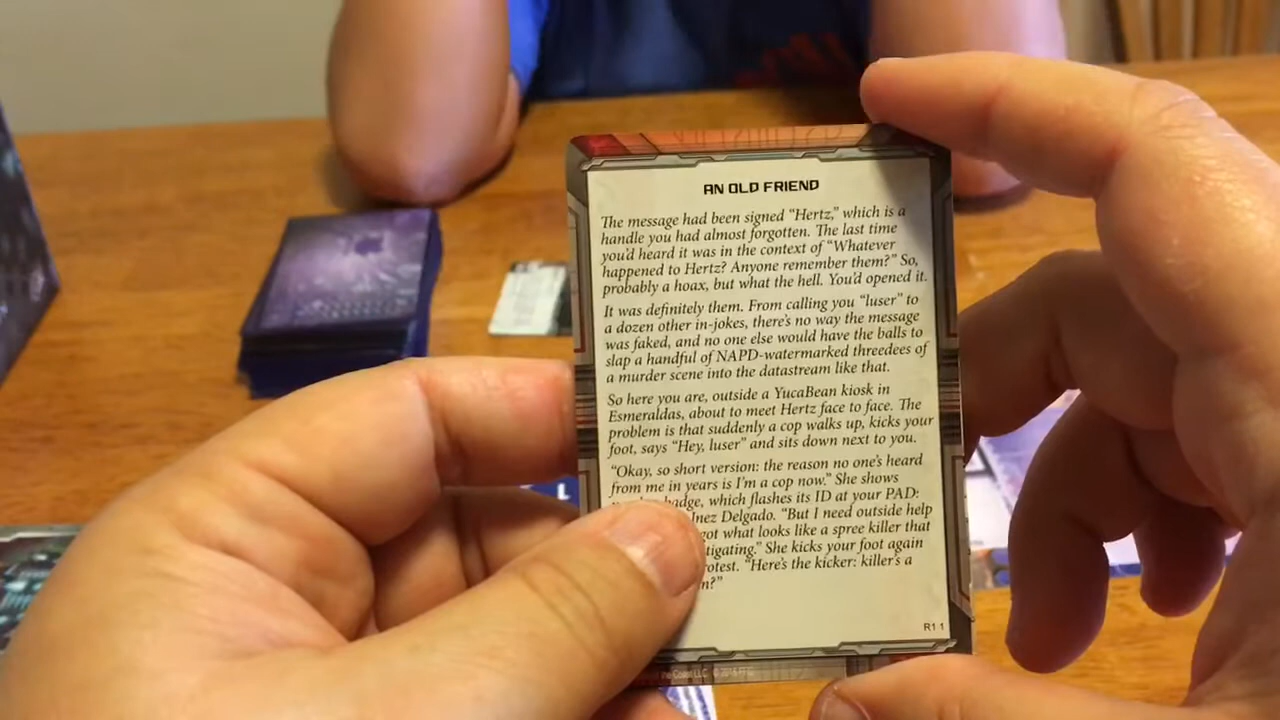 AN OLD FRIEND
The message had been signed “Hertz,” which is a
handle you had almost forgotten. The last time
you’d heard it was in the context of “Whatever
happened to Hertz? Anyone remember them?” So,
probably a hoax, but what the hell. You’d opened it.
It was definitely them. From calling you “luser” to
a dozen other in-jokes, there’s no way the message
was faked, and no one else would have the balls to
slap a handful of NAPD-watermarked threedees of
a murder scene into the datastream like that.
So here you are, outside a YucaBean kiosk in
Esmeraldas, about to meet Hertz face to face. The
problem is that suddenly a cop walks up, kicks your
foot, says “Hey, luser” and sits down next to you.
“Okay, so short version: the reason no one’s heard
from me in years is I’m a cop now.” She shows
badge, which flashes its ID at your PAD:
Inez Delgado. “But I need outside help
got what looks like a spree killer that
She kicks your foot again
“Here’s the kicker: killer’s a
R1 1